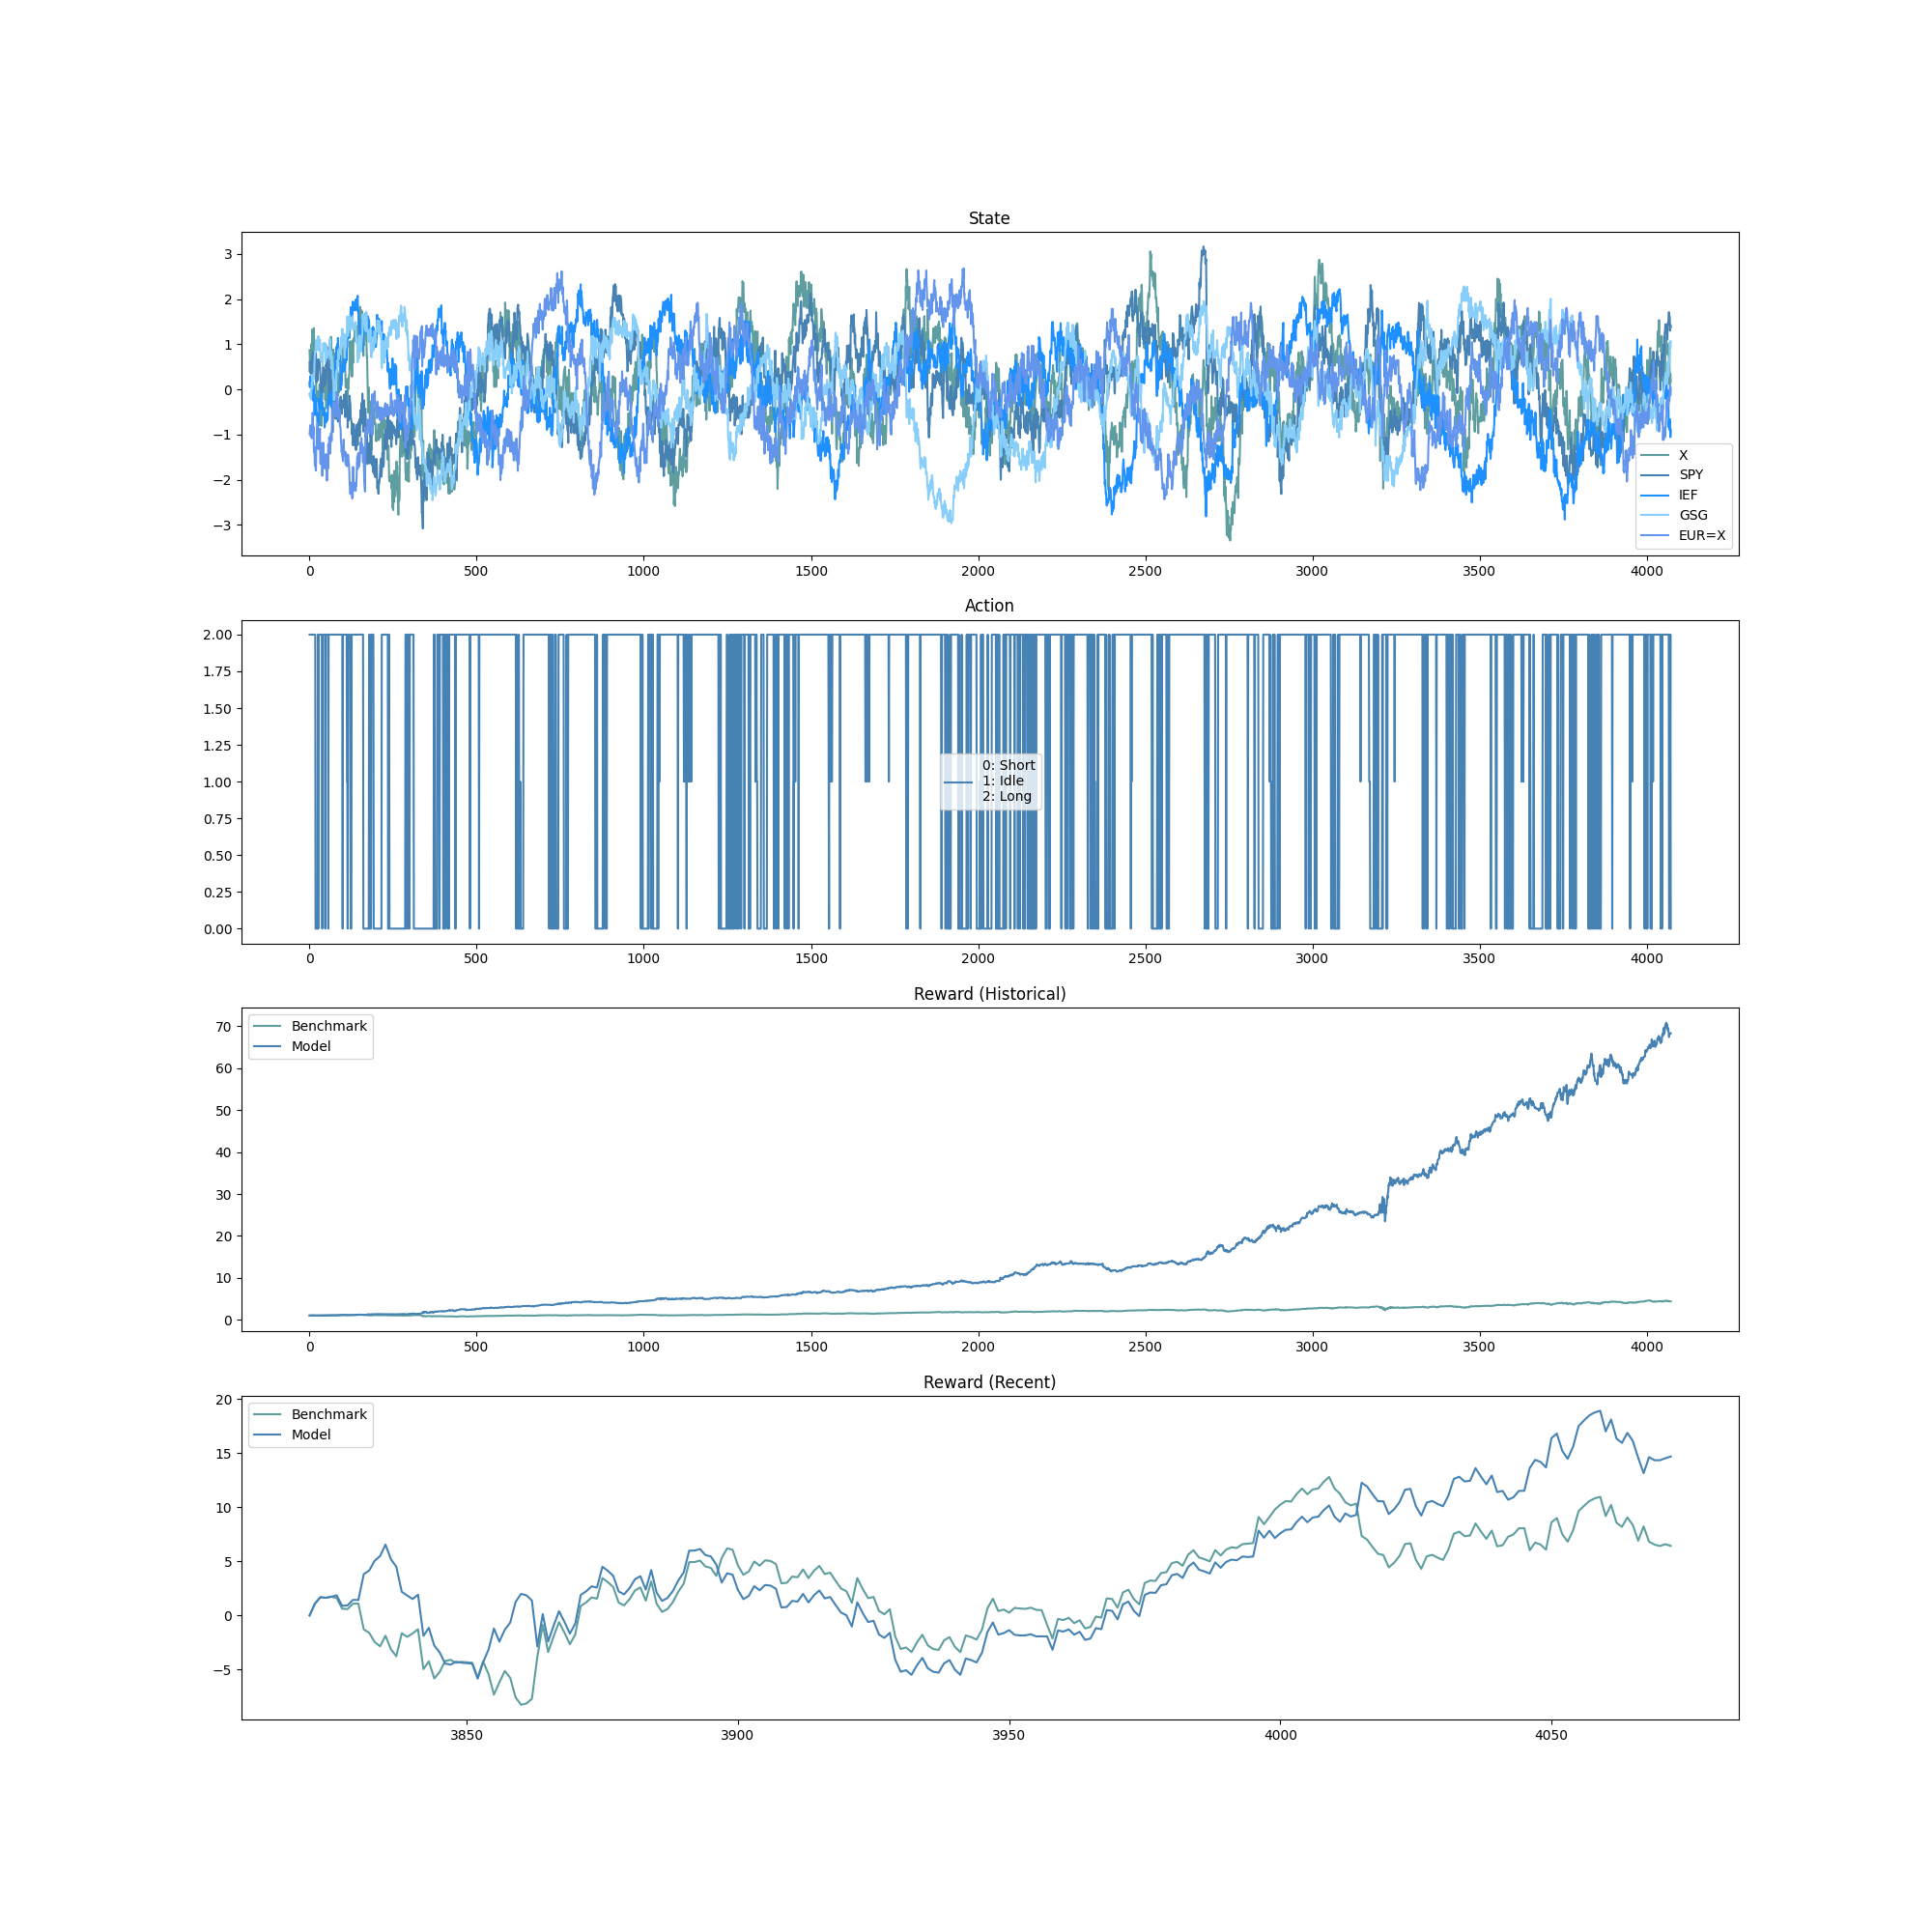 State
3
2
1
0
−1
−2
−3
X
SPY
IEF
GSG
EUR=X
0 500 1000 1500 2000 2500 3000 3500 4000
Action
2.00
1.75
1.50
1.25
1.00
0.75
0.50
0.25
0.00
0: Short
1: Idle
2: Long
0 500 1000 1500 2000 2500 3000 3500 4000
Reward (Historical)
Benchmark
Model
70
60
50
40
30
20
10
0
0 500 1000 1500 2000 2500 3000 3500 4000
Reward (Recent)
Benchmark
Model
20
15
10
5
0
−5
3850 3900 3950 4000 4050